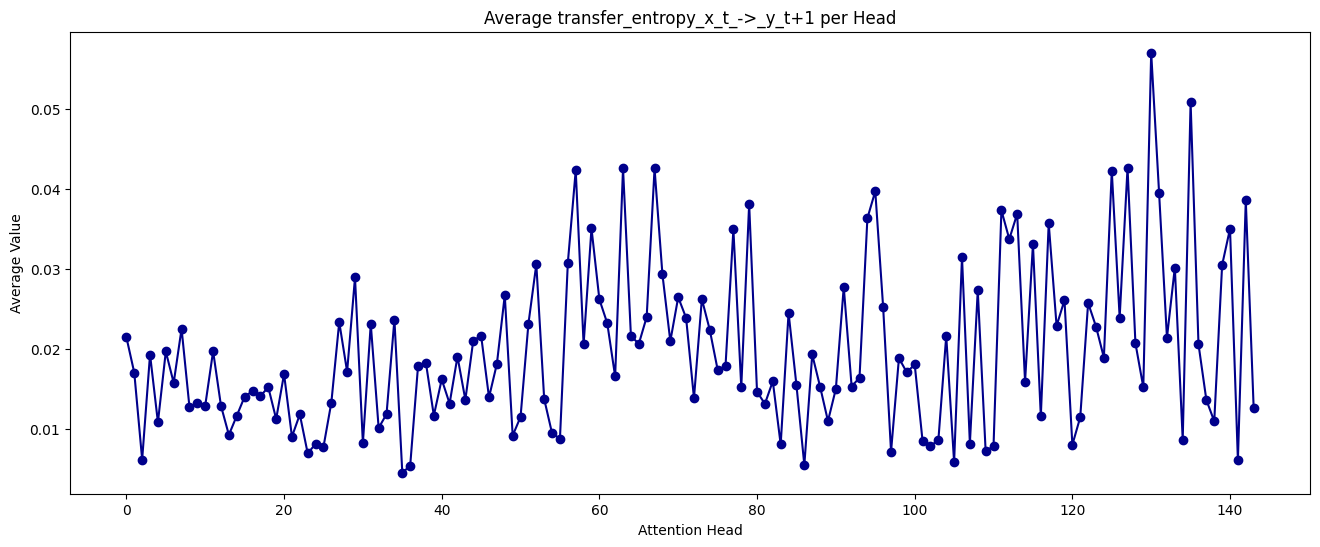 Average transfer_entropy_x_t_->_y_t+1 per Head
Average Value
0.05
0.04
0.03
0.02
0.01
0 20 40 60 80 100 120 140
Attention Head